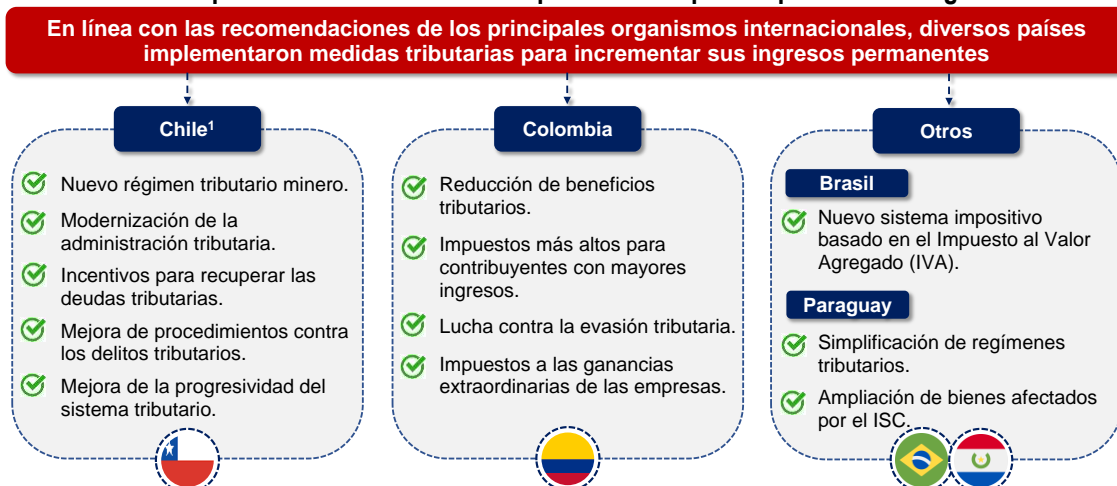 En línea con las recomendaciones de los principales organismos internacionales, diversos países
implementaron medidas tributarias para incrementar sus ingresos permanentes
Chile¹
Nuevo régimen tributario minero.
Modernización de la
administración tributaria.
Incentivos para recuperar las
deudas tributarias.
Mejora de procedimientos contra
los delitos tributarios.
Mejora de la progresividad del
sistema tributario.
Colombia
Reducción de beneficios
tributarios.
Impuestos más altos para
contribuyentes con mayores
ingresos.
Lucha contra la evasión tributaria.
Impuestos a las ganancias
extraordinarias de las empresas.
Otros
Brasil
Nuevo sistema impositivo
basado en el Impuesto al Valor
Agregado (IVA).
Paraguay
Simplificación de regímenes
tributarios.
Ampliación de bienes afectados
por el ISC.